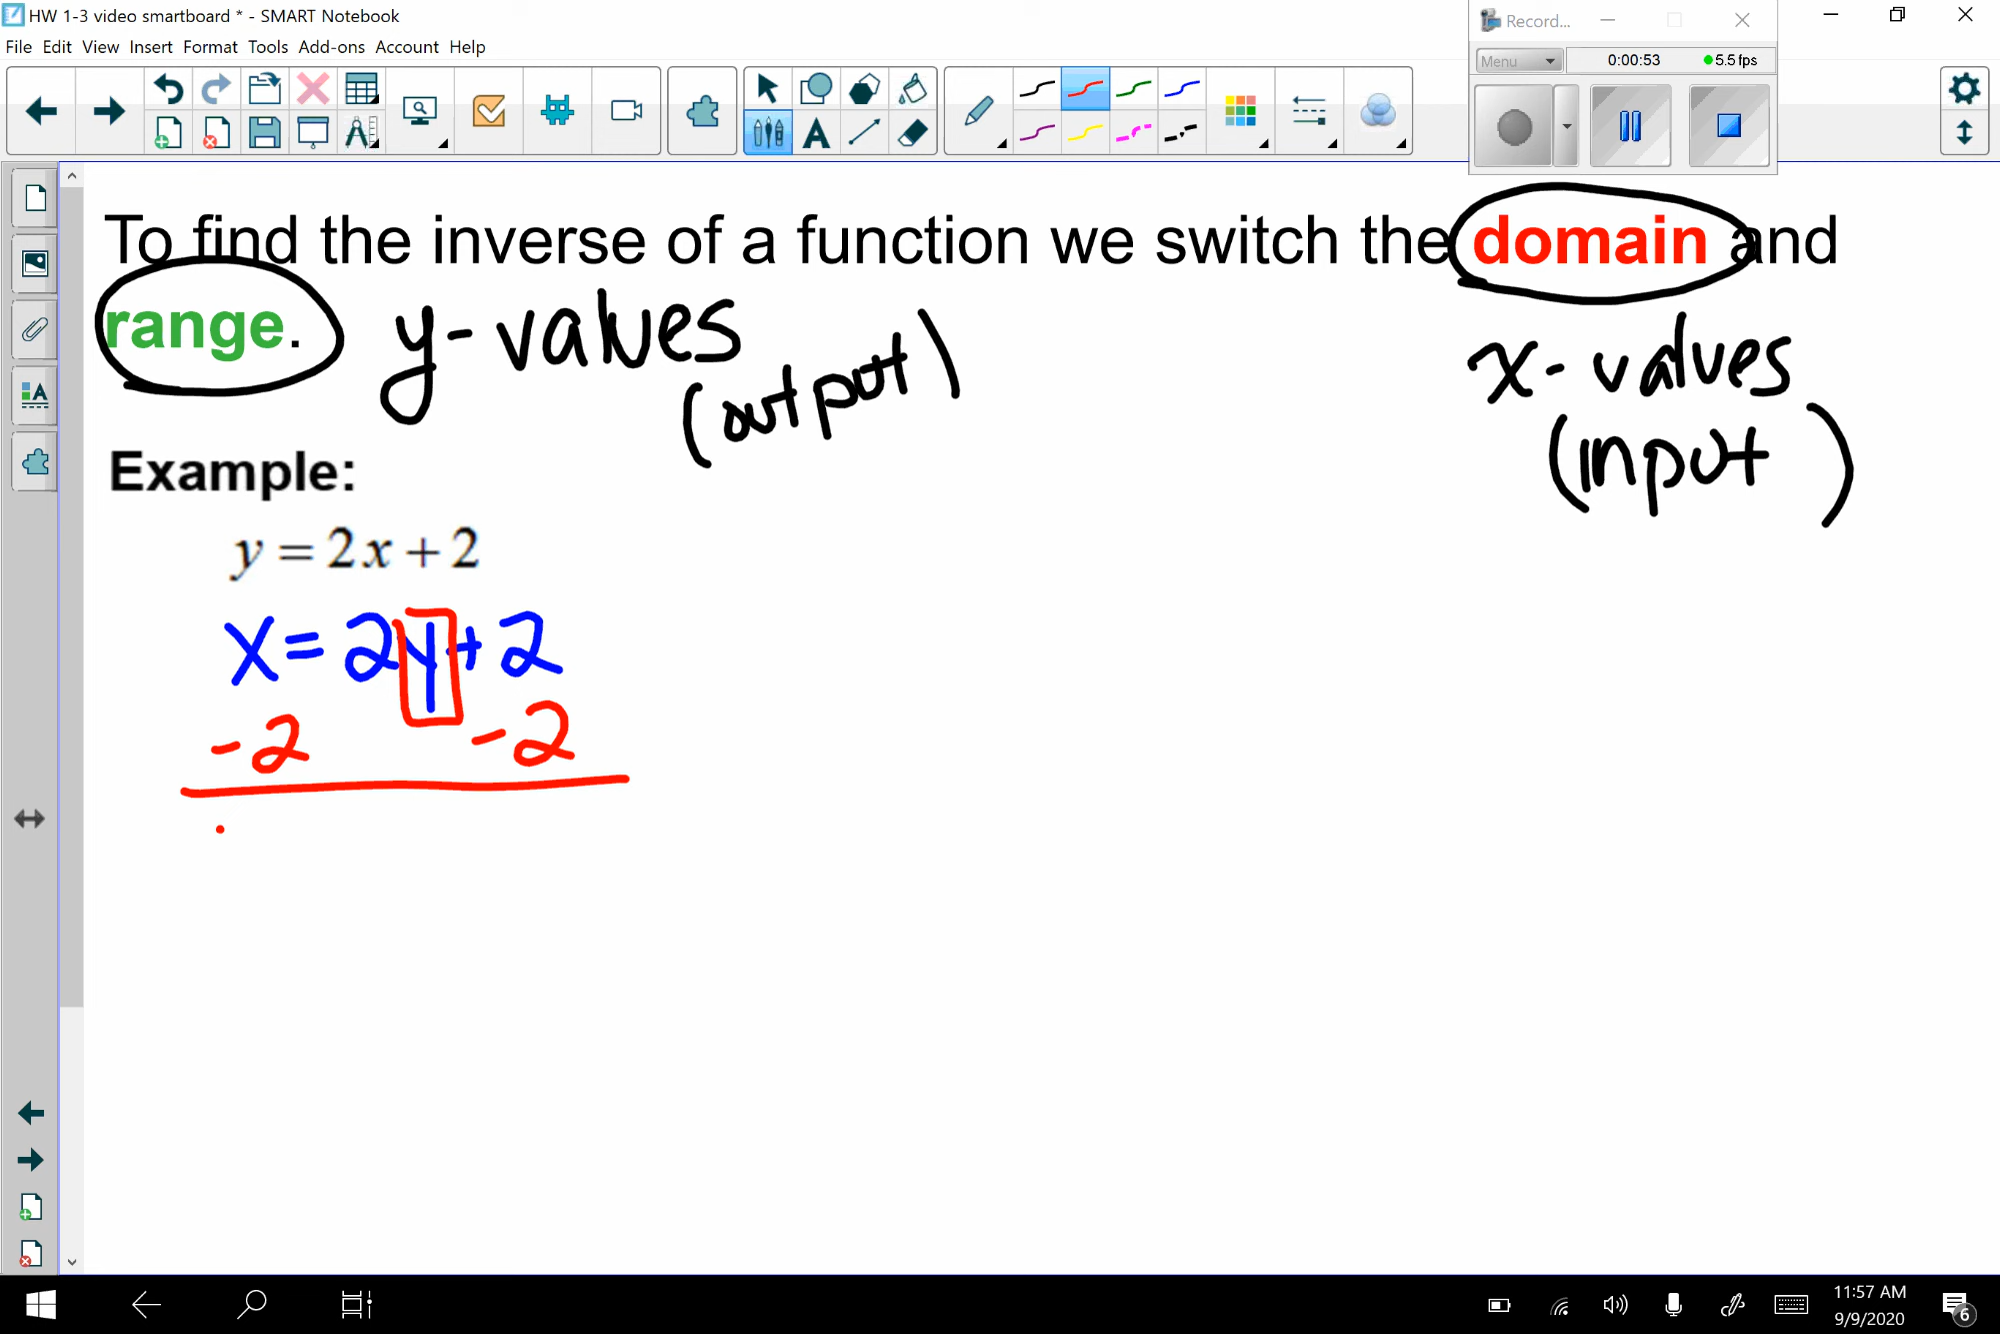 HW 1-3 video smartboard * - SMART Notebook
File Edit View Insert Format Tools Add-ons Account Help
Record...
Menu 0:00:53 5.5 fps
To find the inverse of a function we switch the domain and
range. y-values
(output)
x-values
(input)
Example:
y = 2x + 2
x = 2y + 2
-2 -2
11:57 AM
9/9/2020
6